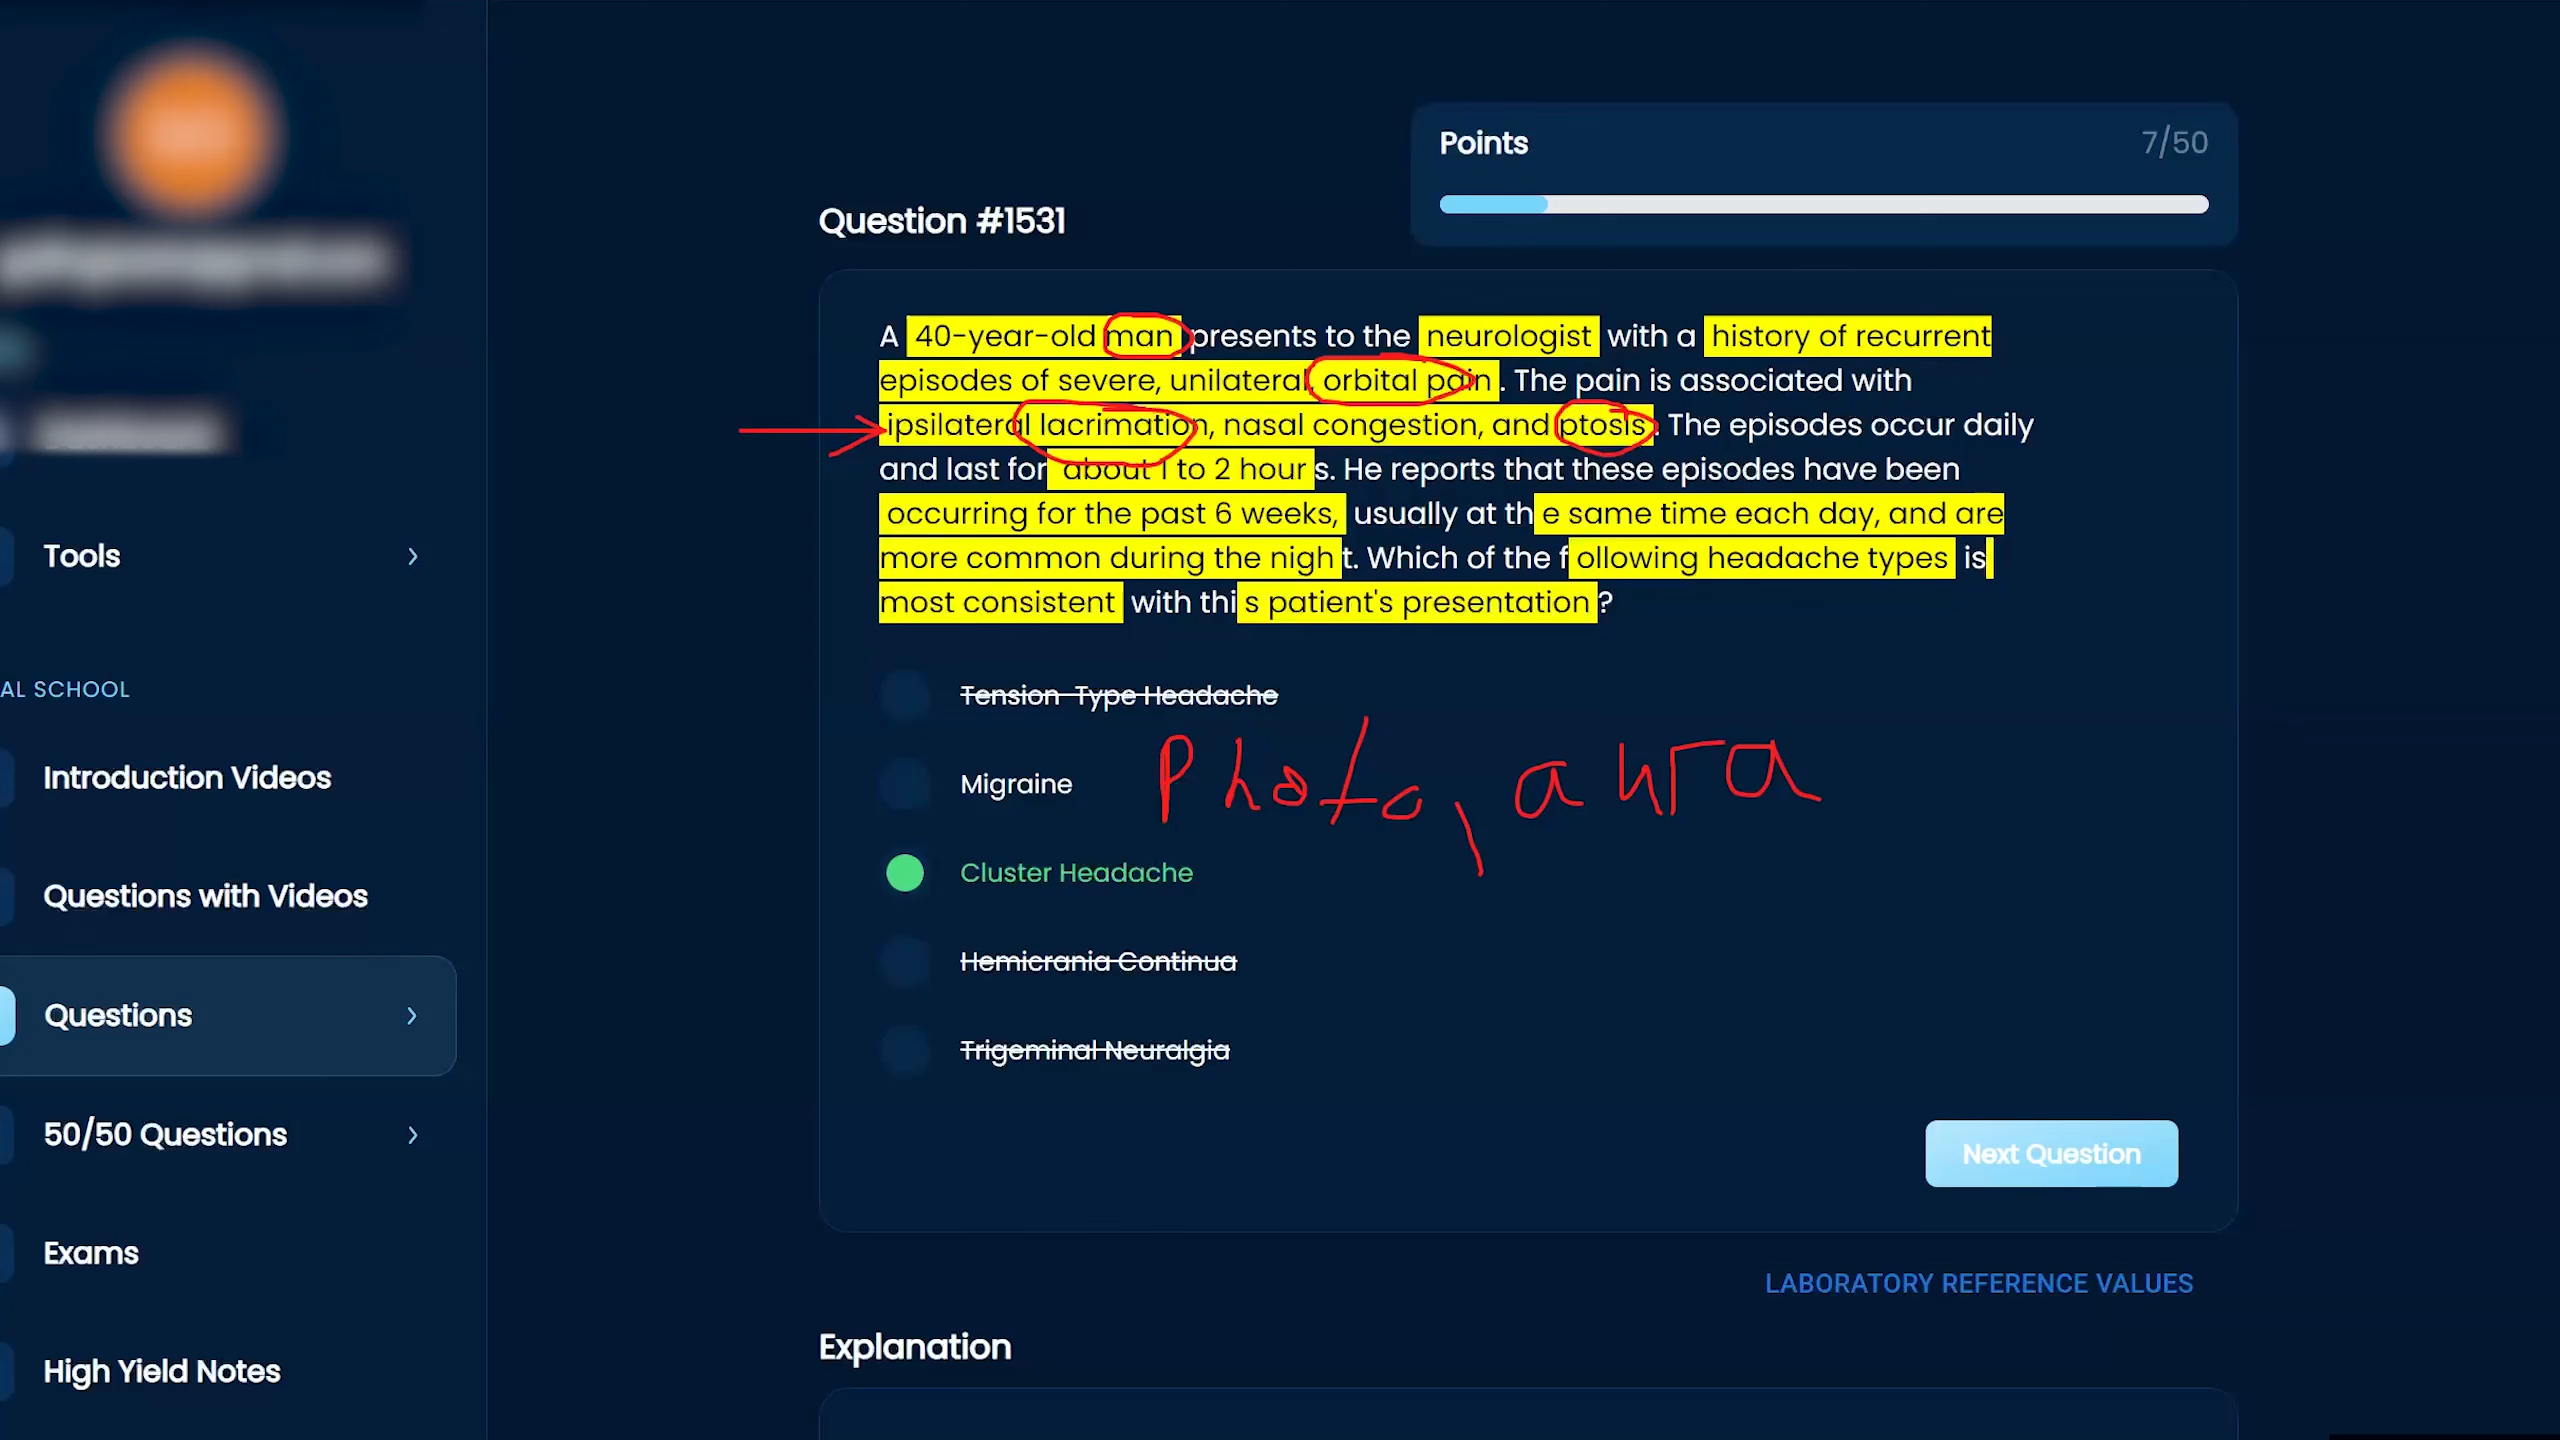 Points
7/50
Question #1531
A 40-year-old man presents to the neurologist with a history of recurrent
episodes of severe, unilateral, orbital pain . The pain is associated with
ipsilateral lacrimation, nasal congestion, and ptosis . The episodes occur daily
and last for about 1 to 2 hour s. He reports that these episodes have been
occurring for the past 6 weeks, usually at th e same time each day, and are
more common during the nigh t. Which of the f ollowing headache types is
most consistent with thi s patient's presentation ?
Tension-Type Headache
Migraine
Photo, aura
Cluster Headache
Hemicrania Continua
Trigeminal Neuralgia
Next Question
LABORATORY REFERENCE VALUES
Explanation
Tools
AL SCHOOL
Introduction Videos
Questions with Videos
Questions
50/50 Questions
Exams
High Yield Notes